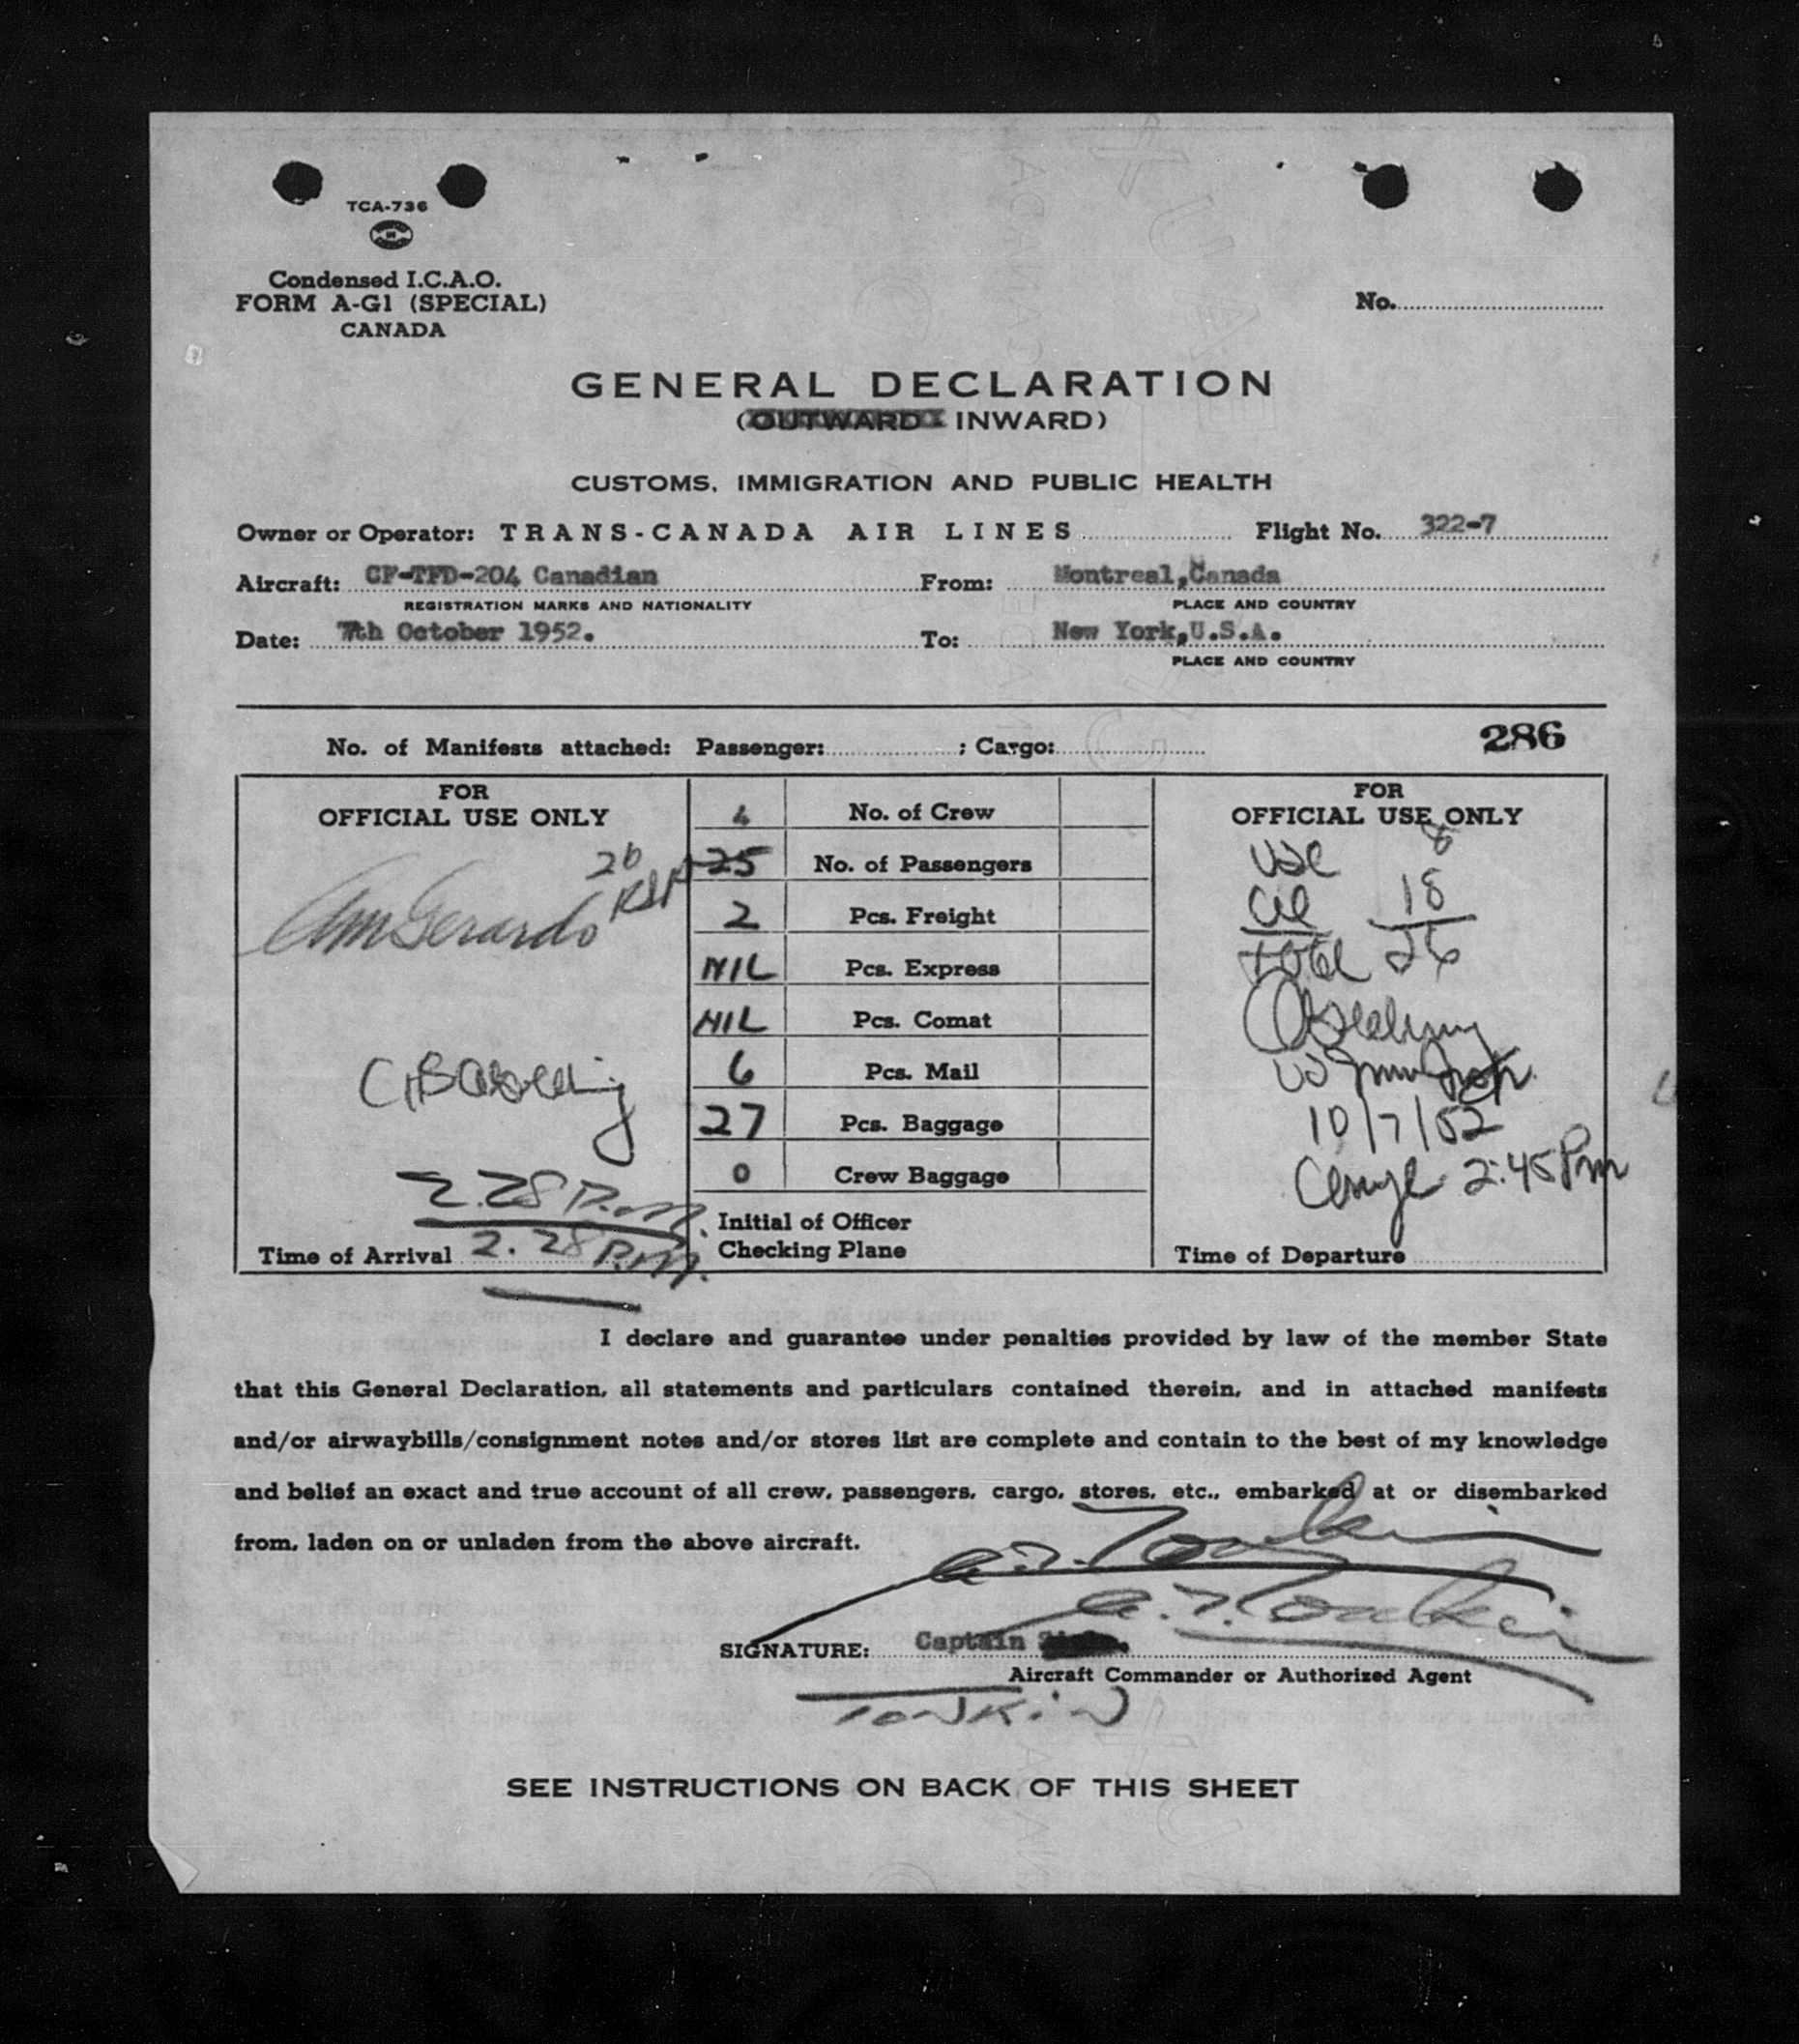 TCA-736
Condensed I.C.A.O.
FORM A-G1 (SPECIAL)
CANADA
No.
GENERAL DECLARATION
(OUTWARD - INWARD)
CUSTOMS, IMMIGRATION AND PUBLIC HEALTH
Owner or Operator: TRANS-CANADA AIR LINES Flight No. 322-7
Aircraft: CF-TFD-204 Canadian From: Montreal, Canada
REGISTRATION MARKS AND NATIONALITY PLACE AND COUNTRY
Date: 7th October 1952. To: New York, U.S.A.
PLACE AND COUNTRY
No. of Manifests attached: Passenger: ; Cargo: 286
FOR
OFFICIAL USE ONLY
26
Gerardo
2.28 P.M.
Time of Arrival 2.28 P.M.
4 No. of Crew
25 No. of Passengers
2 Pcs. Freight
NIL Pcs. Express
NIL Pcs. Comat
6 Pcs. Mail
27 Pcs. Baggage
0 Crew Baggage
Initial of Officer
Checking Plane
FOR
OFFICIAL USE ONLY
USC 8
18
total 26
10/7/52
2:45 Pm
Time of Departure
I declare and guarantee under penalties provided by law of the member State
that this General Declaration, all statements and particulars contained therein, and in attached manifests
and/or airwaybills/consignment notes and/or stores list are complete and contain to the best of my knowledge
and belief an exact and true account of all crew, passengers, cargo, stores, etc., embarked at or disembarked
from, laden on or unladen from the above aircraft.
Tonkin
Tonkin
SIGNATURE: Captain
Aircraft Commander or Authorized Agent
TONKIN
SEE INSTRUCTIONS ON BACK OF THIS SHEET